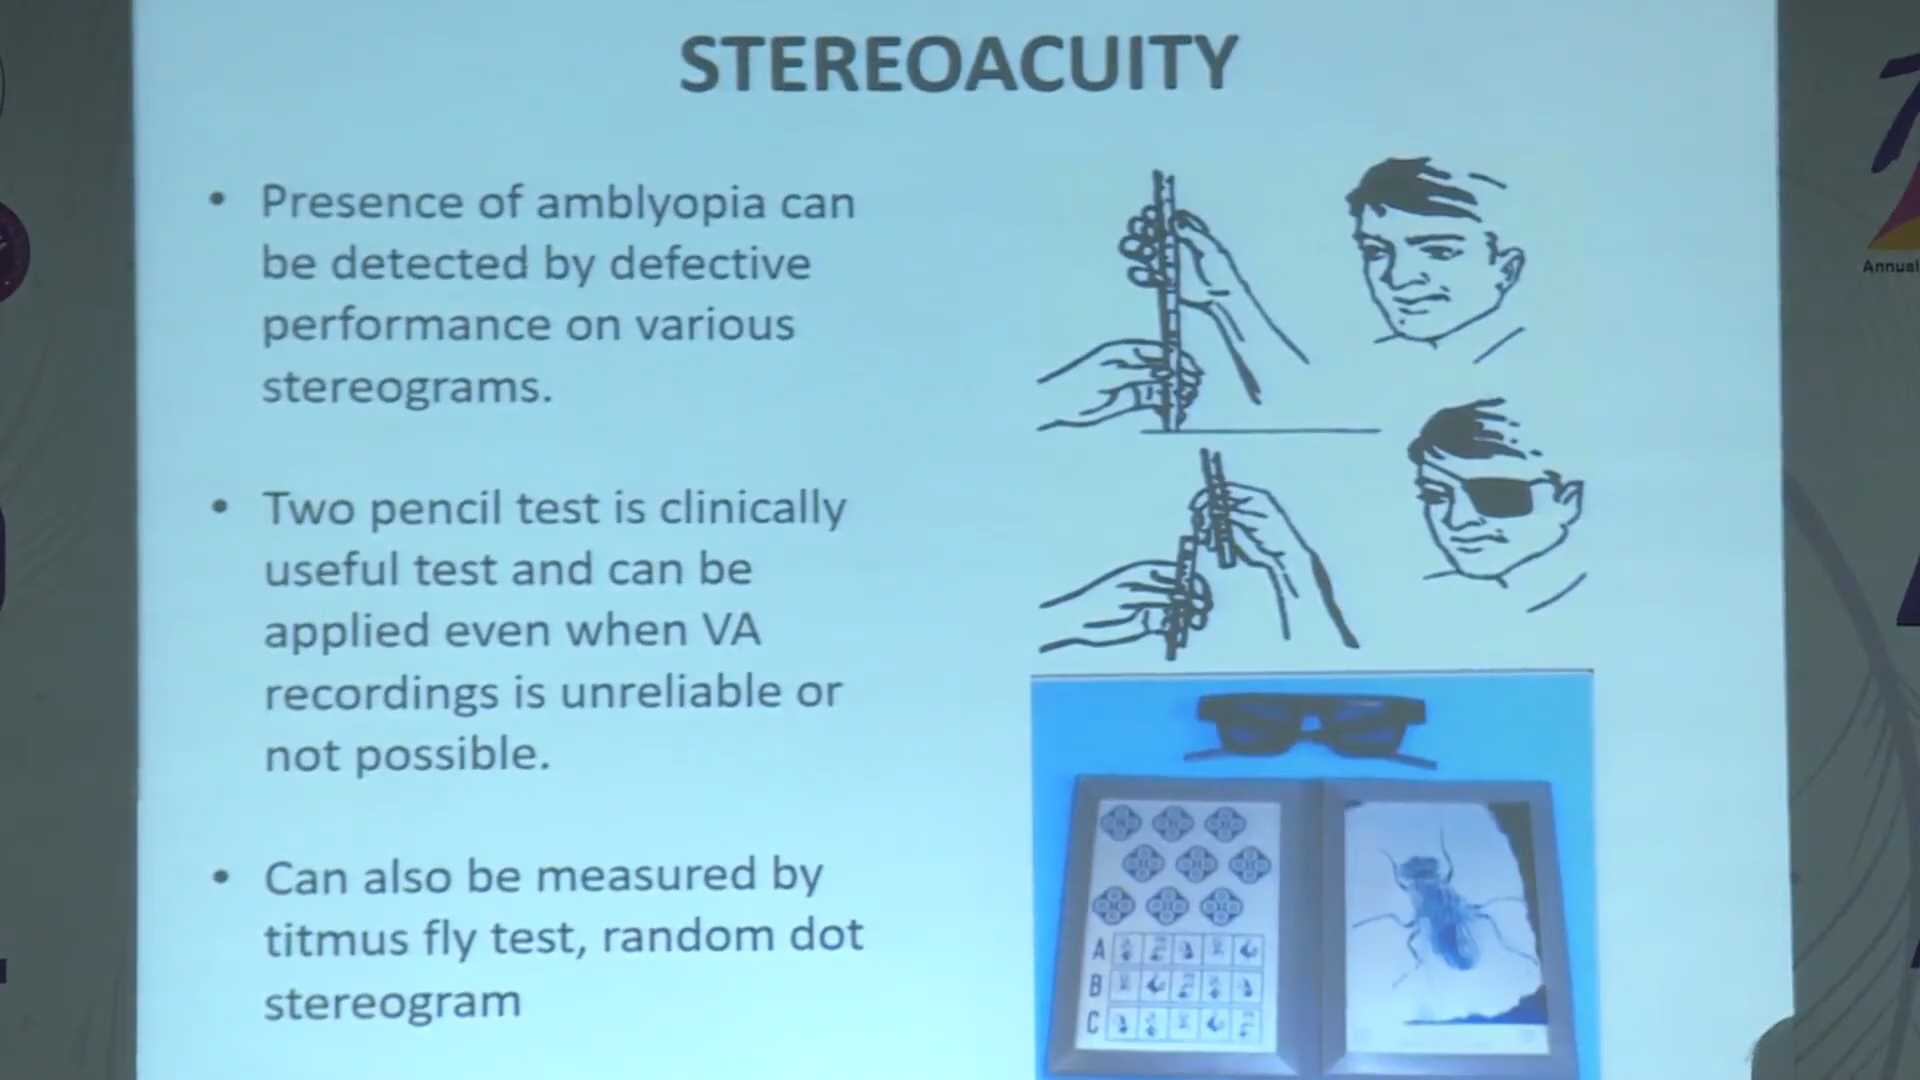 STEREOACUITY
• Presence of amblyopia can
be detected by defective
performance on various
stereograms.
• Two pencil test is clinically
useful test and can be
applied even when VA
recordings is unreliable or
not possible.
• Can also be measured by
titmus fly test, random dot
stereogram
A
B
C
Annual